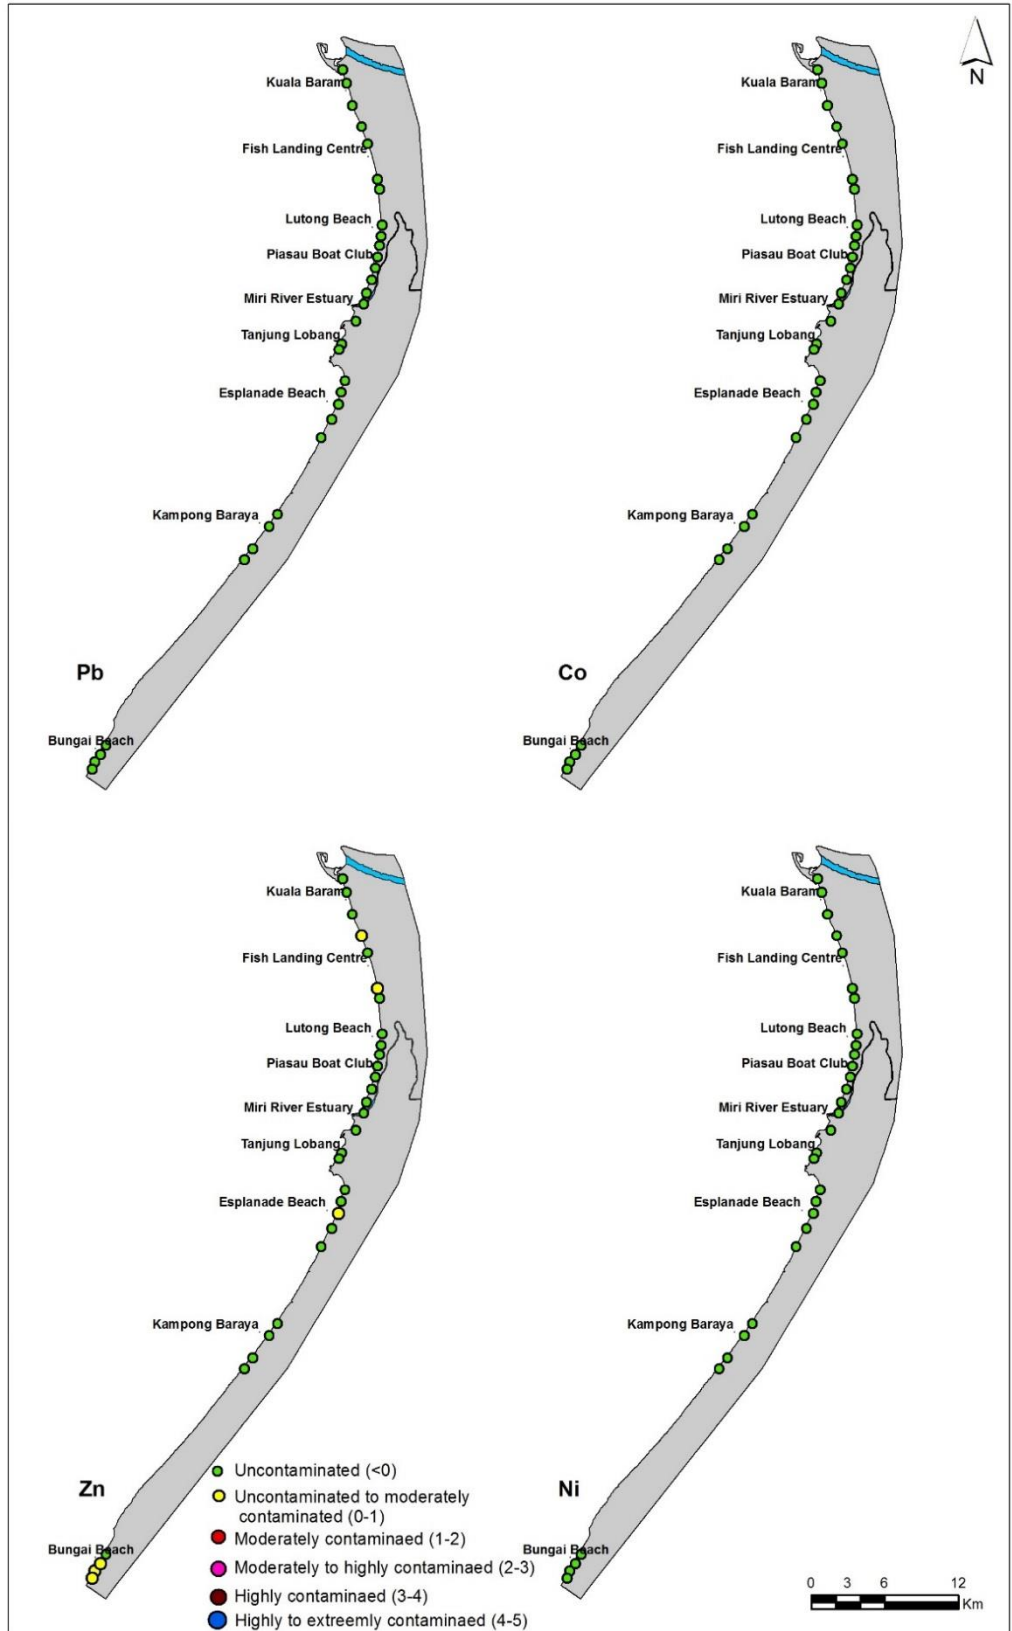 N
Kuala Baram
Fish Landing Centre
Lutong Beach
Piasau Boat Club
Miri River Estuary
Tanjung Lobang
Esplanade Beach
Kampong Baraya
Pb
Bungai Beach
Kuala Baram
Fish Landing Centre
Lutong Beach
Piasau Boat Club
Miri River Estuary
Tanjung Lobang
Esplanade Beach
Kampong Baraya
Co
Bungai Beach
Kuala Baram
Fish Landing Centre
Lutong Beach
Piasau Boat Club
Miri River Estuary
Tanjung Lobang
Esplanade Beach
Kampong Baraya
Zn
Bungai Beach
Uncontaminated (<0)
Uncontaminated to moderately
contaminated (0-1)
Moderately contaminaed (1-2)
Moderately to highly contaminaed (2-3)
Highly contaminaed (3-4)
Highly to extreemly contaminaed (4-5)
Kuala Baram
Fish Landing Centre
Lutong Beach
Piasau Boat Club
Miri River Estuary
Tanjung Lobang
Esplanade Beach
Kampong Baraya
Ni
Bungai Beach
0 3 6 12
Km